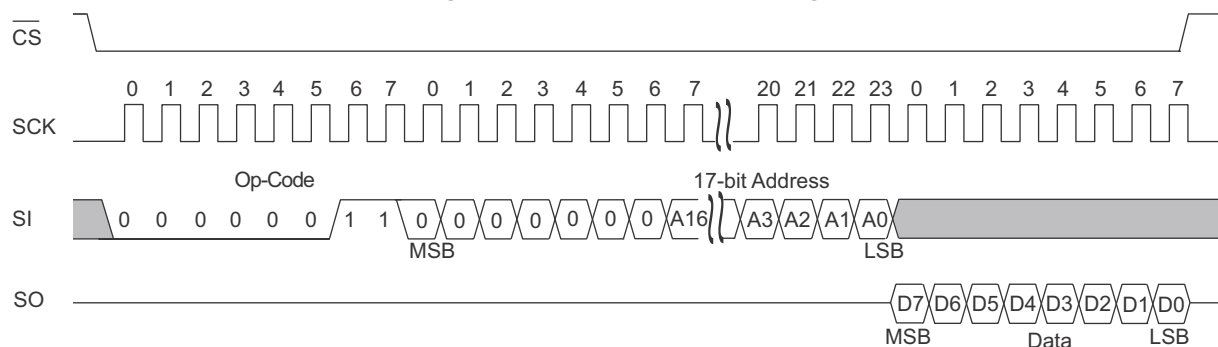 CS
0 1 2 3 4 5 6 7 0 1 2 3 4 5 6 7 20 21 22 23 0 1 2 3 4 5 6 7
SCK
Op-Code 17-bit Address
SI 0 0 0 0 0 0 1 1 0 0 0 0 0 0 0 A16 A3 A2 A1 A0
MSB LSB
SO D7 D6 D5 D4 D3 D2 D1 D0
MSB Data LSB